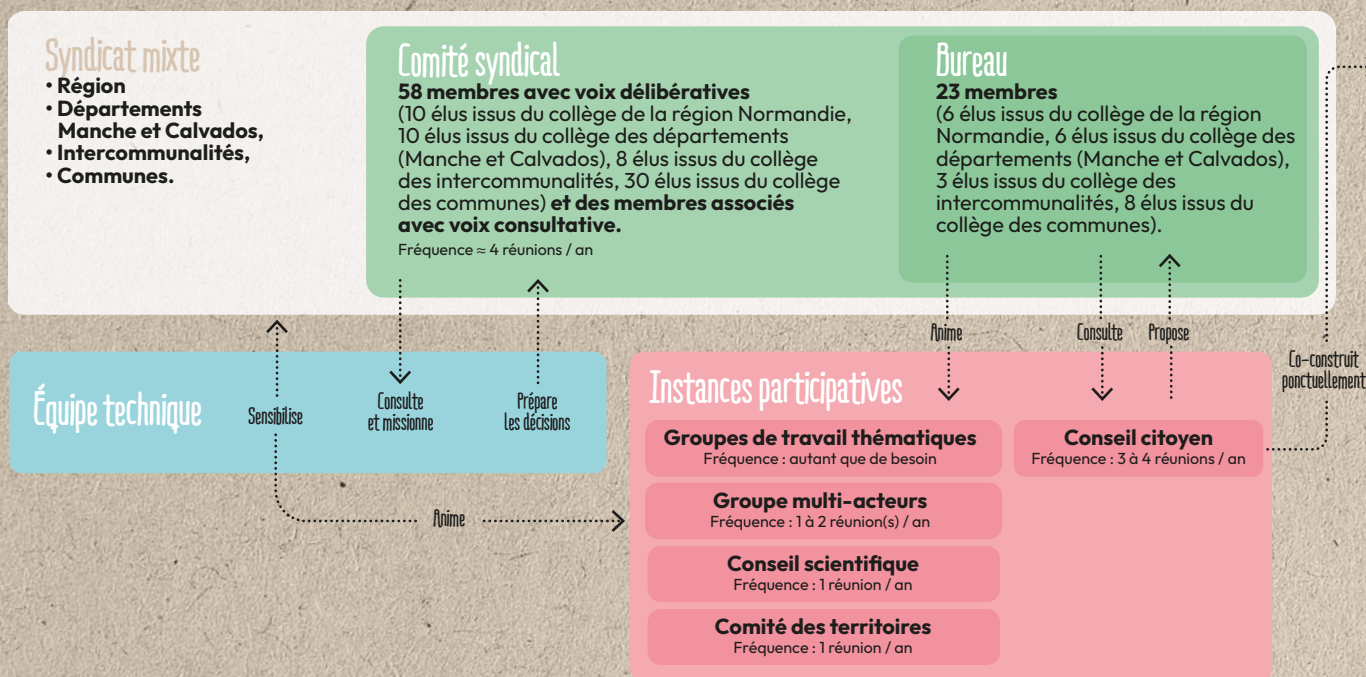 Syndicat mixte
• Région
• Départements
Manche et Calvados,
• Intercommunalités,
• Communes.
Comité syndical
58 membres avec voix délibératives
(10 élus issus du collège de la région Normandie,
10 élus issus du collège des départements
(Manche et Calvados), 8 élus issus du collège
des intercommunalités, 30 élus issus du collège
des communes) et des membres associés
avec voix consultative.
Fréquence ≈ 4 réunions / an
Bureau
23 membres
(6 élus issus du collège de la région
Normandie, 6 élus issus du collège des
départements (Manche et Calvados),
3 élus issus du collège des
intercommunalités, 8 élus issus du
collège des communes).
Anime
Consulte
Propose
Co-construit
ponctuellement
Équipe technique
Sensibilise
Consulte
et missionne
Prépare
les décisions
Anime
Instances participatives
Groupes de travail thématiques
Fréquence : autant que de besoin
Conseil citoyen
Fréquence : 3 à 4 réunions / an
Groupe multi-acteurs
Fréquence : 1 à 2 réunion(s) / an
Conseil scientifique
Fréquence : 1 réunion / an
Comité des territoires
Fréquence : 1 réunion / an